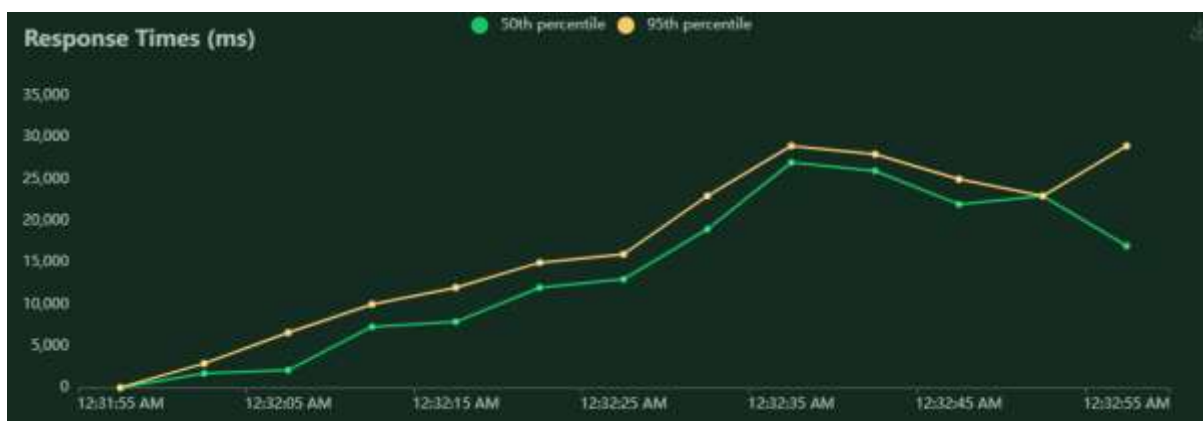 Response Times (ms)
50th percentile
95th percentile
35,000
30,000
25,000
20,000
15,000
10,000
5,000
0
12:31:55 AM
12:32:05 AM
12:32:15 AM
12:32:25 AM
12:32:35 AM
12:32:45 AM
12:32:55 AM